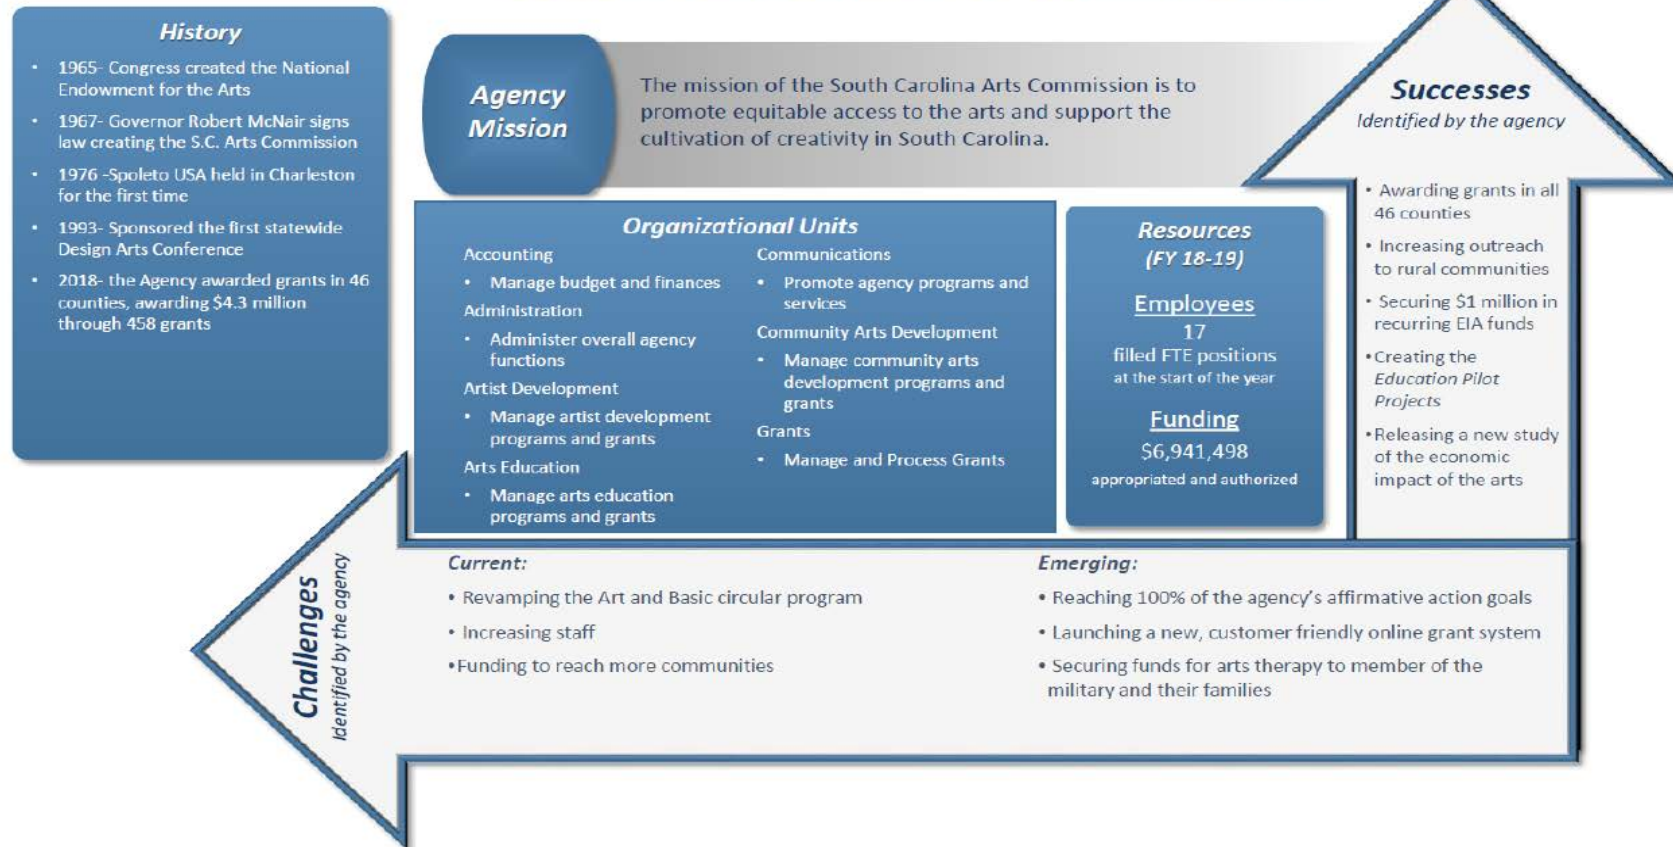 History
• 1965- Congress created the National
Endowment for the Arts
• 1967- Governor Robert McNair signs
law creating the S.C. Arts Commission
• 1976 -Spoleto USA held in Charleston
for the first time
• 1993- Sponsored the first statewide
Design Arts Conference
• 2018- the Agency awarded grants in 46
counties, awarding $4.3 million
through 458 grants
Agency
Mission
The mission of the South Carolina Arts Commission is to
promote equitable access to the arts and support the
cultivation of creativity in South Carolina.
Organizational Units
Accounting
• Manage budget and finances
Administration
• Administer overall agency
functions
Artist Development
• Manage artist development
programs and grants
Arts Education
• Manage arts education
programs and grants
Communications
• Promote agency programs and
services
Community Arts Development
• Manage community arts
development programs and
grants
Grants
• Manage and Process Grants
Resources
(FY 18-19)
Employees
17
filled FTE positions
at the start of the year
Funding
$6,941,498
appropriated and authorized
Successes
Identified by the agency
• Awarding grants in all
46 counties
• Increasing outreach
to rural communities
• Securing $1 million in
recurring EIA funds
•Creating the
Education Pilot
Projects
•Releasing a new study
of the economic
impact of the arts
Challenges
Identified by the agency
Current:
• Revamping the Art and Basic circular program
• Increasing staff
•Funding to reach more communities
Emerging:
• Reaching 100% of the agency's affirmative action goals
• Launching a new, customer friendly online grant system
• Securing funds for arts therapy to member of the
military and their families